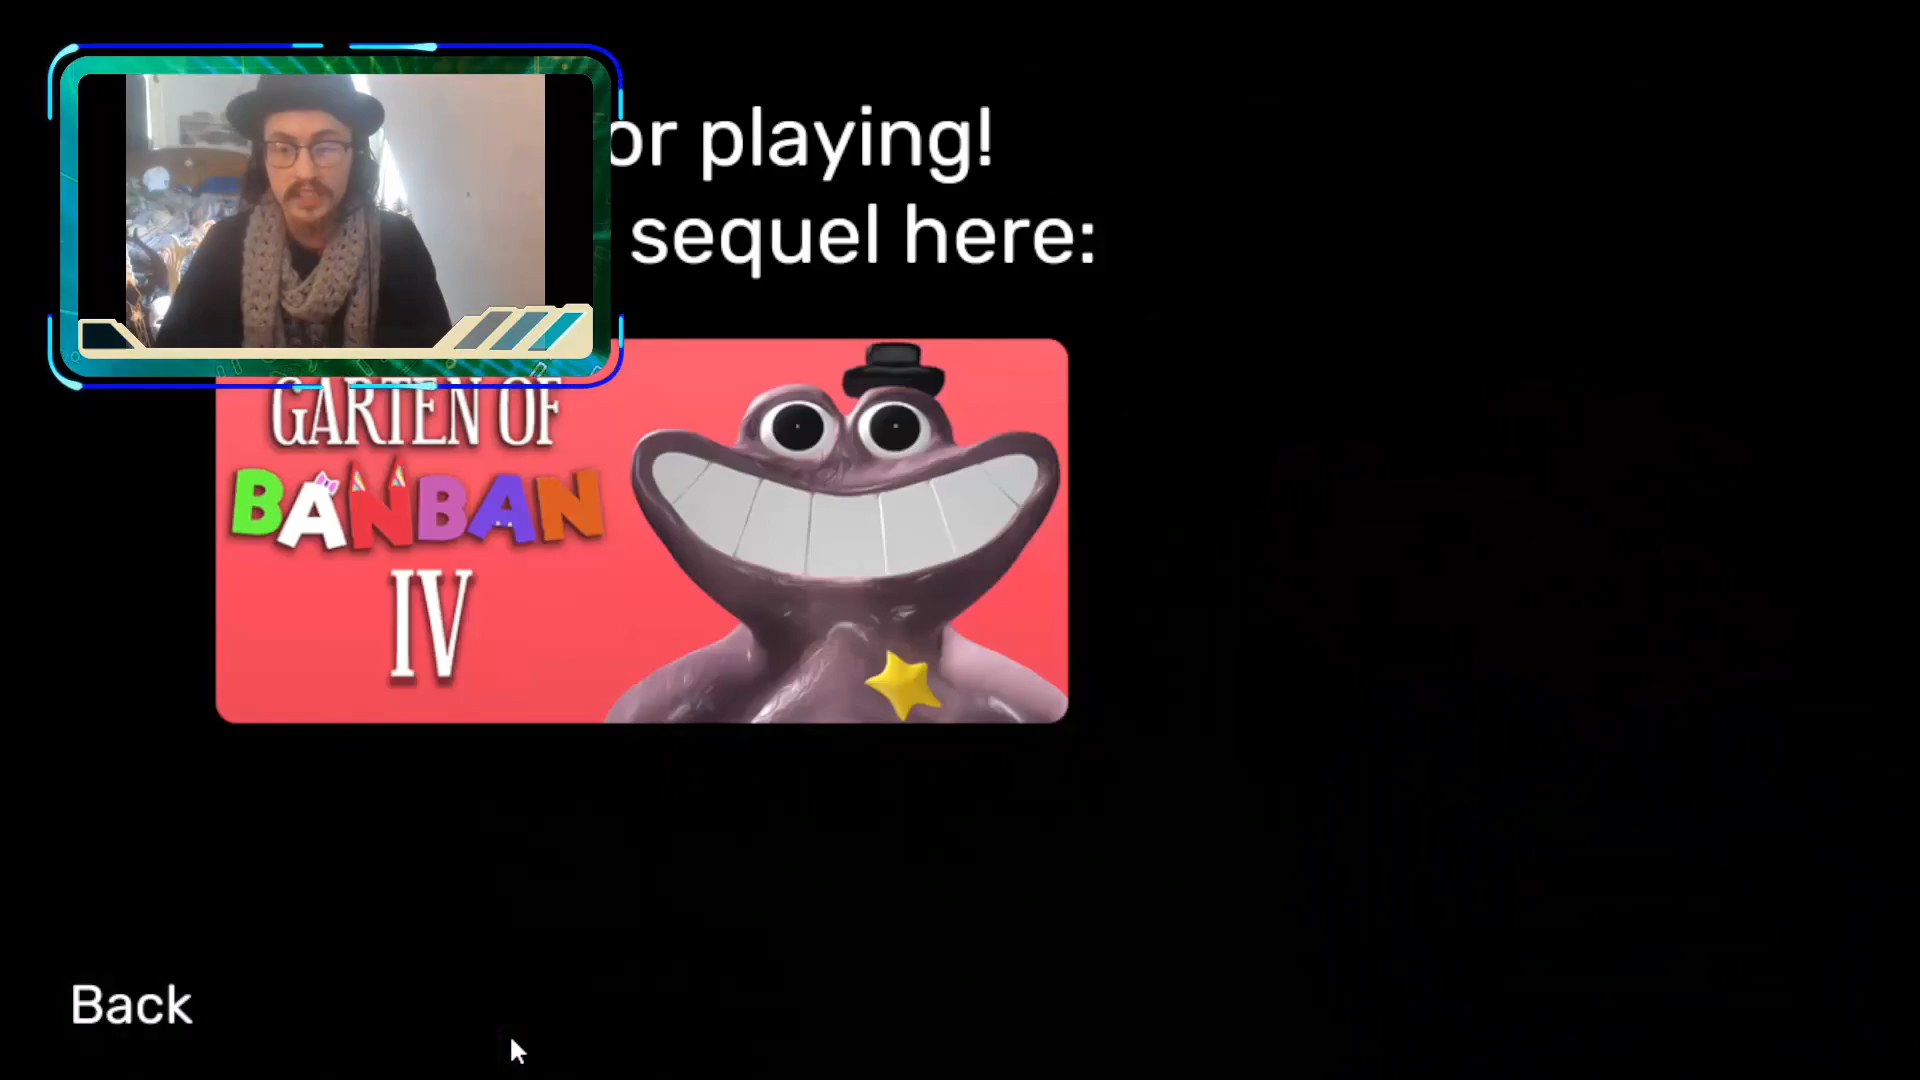 or playing!
sequel here:
GARTEN OF
BANBAN
IV
Back